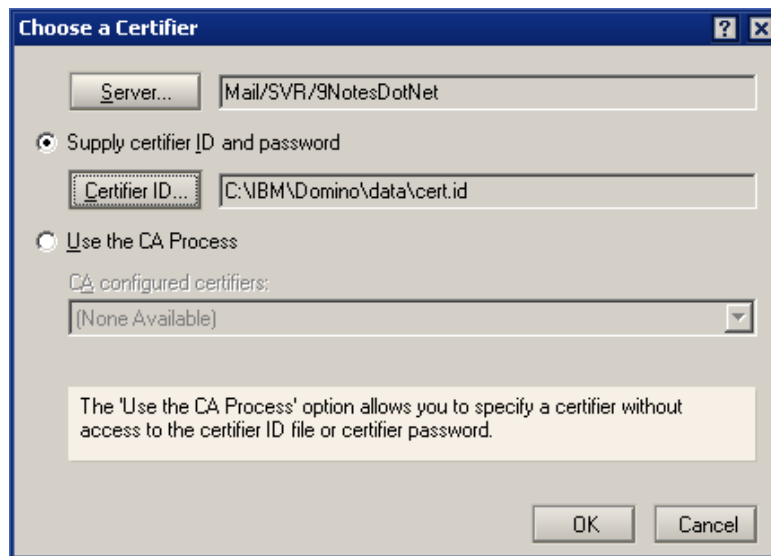 Choose a Certifier
Server... Mail/SVR/9NotesDotNet
Supply certifier ID and password
Certifier ID... C:\IBM\Domino\data\cert.id
Use the CA Process
CA configured certifiers:
(None Available)
The 'Use the CA Process' option allows you to specify a certifier without
access to the certifier ID file or certifier password.
OK Cancel